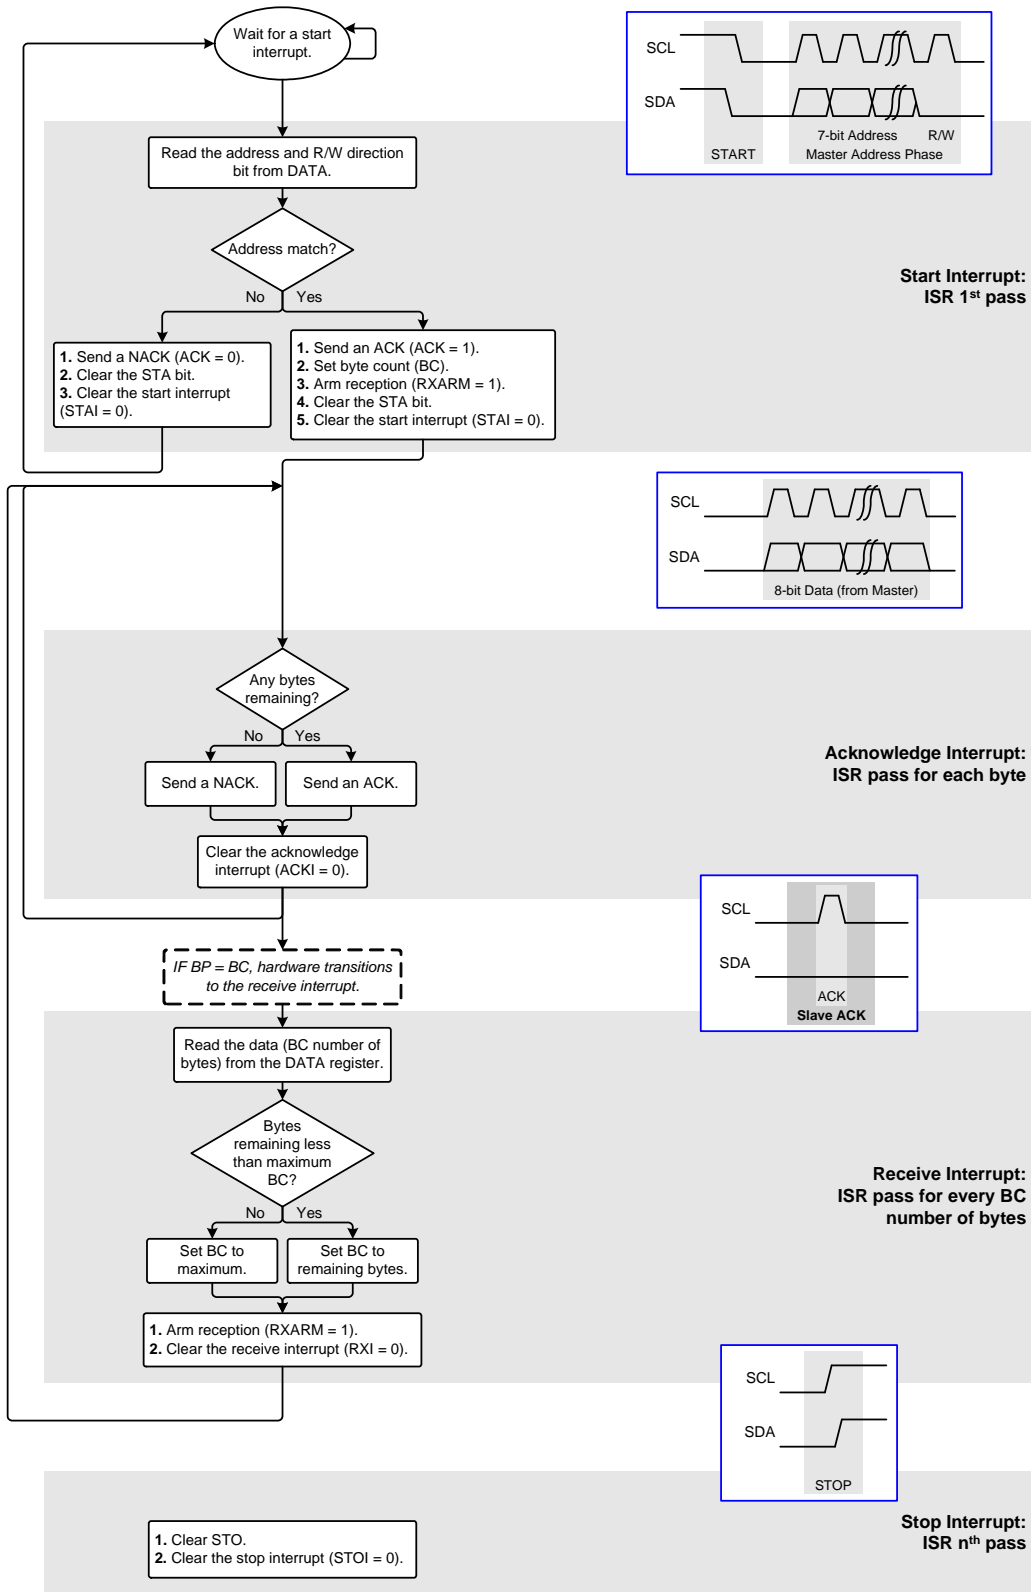 Wait for a start
interrupt.
SCL
SDA
7-bit Address R/W
START Master Address Phase
Read the address and R/W direction
bit from DATA.
Address match?
No Yes
Start Interrupt:
ISR 1st pass
1. Send a NACK (ACK = 0).
2. Clear the STA bit.
3. Clear the start interrupt
(STAI = 0).
1. Send an ACK (ACK = 1).
2. Set byte count (BC).
3. Arm reception (RXARM = 1).
4. Clear the STA bit.
5. Clear the start interrupt (STAI = 0).
SCL
SDA
8-bit Data (from Master)
Any bytes
remaining?
No Yes
Send a NACK.
Send an ACK.
Acknowledge Interrupt:
ISR pass for each byte
Clear the acknowledge
interrupt (ACKI = 0).
SCL
SDA
ACK
Slave ACK
IF BP = BC, hardware transitions
to the receive interrupt.
Read the data (BC number of
bytes) from the DATA register.
Bytes
remaining less
than maximum
BC?
No Yes
Receive Interrupt:
ISR pass for every BC
number of bytes
Set BC to
maximum.
Set BC to
remaining bytes.
1. Arm reception (RXARM = 1).
2. Clear the receive interrupt (RXI = 0).
SCL
SDA
STOP
Stop Interrupt:
ISR nth pass
1. Clear STO.
2. Clear the stop interrupt (STOI = 0).